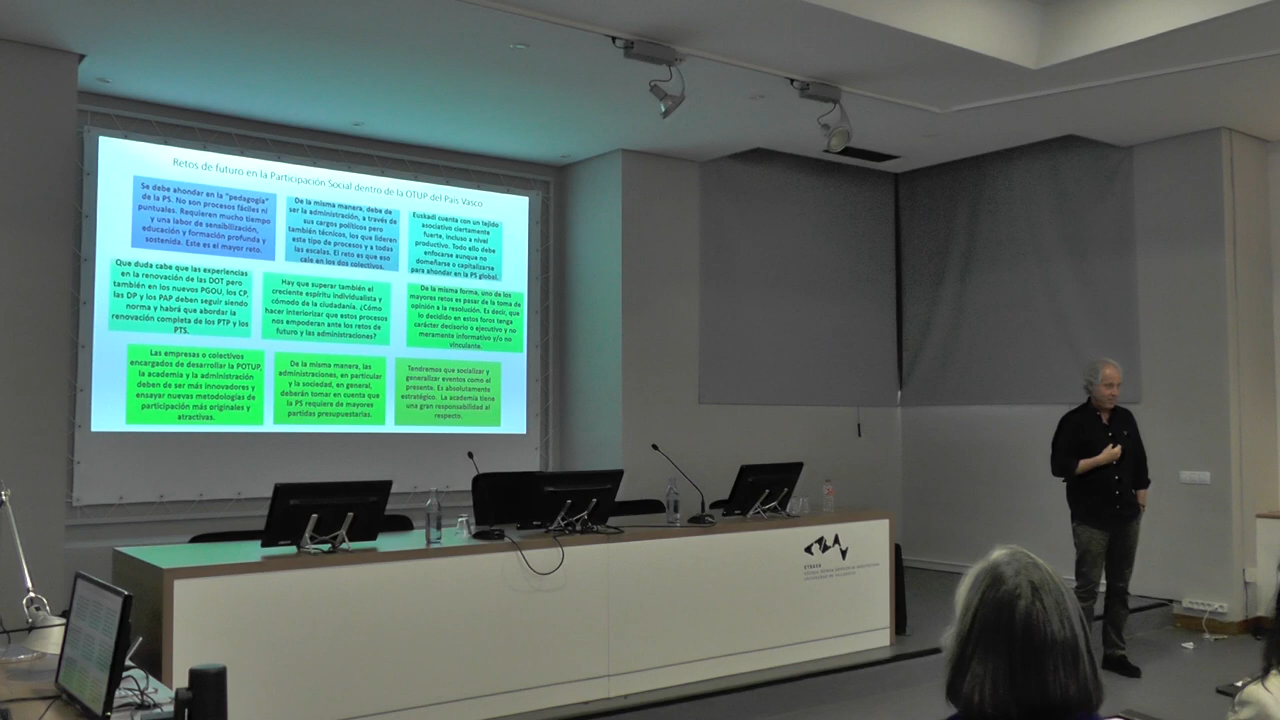 Retos de futuro en la Participación Social dentro de la OTUP del País Vasco
Se debe ahondar en la "pedagogía"
de la PS. No son procesos fáciles ni
puntuales. Requieren mucho tiempo
y una labor de sensibilización,
educación y formación profunda y
sostenida. Este es el mayor reto.
De la misma manera, debe de
ser la administración, a través de
sus cargos políticos pero
también técnicos, los que lideren
este tipo de procesos y a todas
las escalas. El reto es que eso
cale en los dos colectivos.
Euskadi cuenta con un tejido
asociativo ciertamente
fuerte, incluso a nivel
productivo. Todo ello debe
enfocarse aunque no
domeñarse o capitalizarse
para ahondar en la PS global.
Que duda cabe que las experiencias
en la renovación de las DOT pero
también en los nuevos PGOU, los CP,
las DP y los PAP deben seguir siendo
norma y habrá que abordar la
renovación completa de los PTP y los
PTS.
Hay que superar también el
creciente espíritu individualista y
cómodo de la ciudadanía. ¿Cómo
hacer interiorizar que estos procesos
nos empoderan ante los retos de
futuro y las administraciones?
De la misma forma, uno de los
mayores retos es pasar de la toma de
opinión a la resolución. Es decir, que
lo decidido en estos foros tenga
carácter decisorio o ejecutivo y no
meramente informativo y/o no
vinculante.
Las empresas o colectivos
encargados de desarrollar la POTUP,
la academia y la administración
deben de ser más innovadores y
ensayar nuevas metodologías de
participación más originales y
atractivas.
De la misma manera, las
administraciones, en particular
y la sociedad, en general,
deberán tomar en cuenta que
la PS requiere de mayores
partidas presupuestarias.
Tendremos que socializar y
generalizar eventos como el
presente. Es absolutamente
estratégico. La academia tiene
una gran responsabilidad al
respecto.